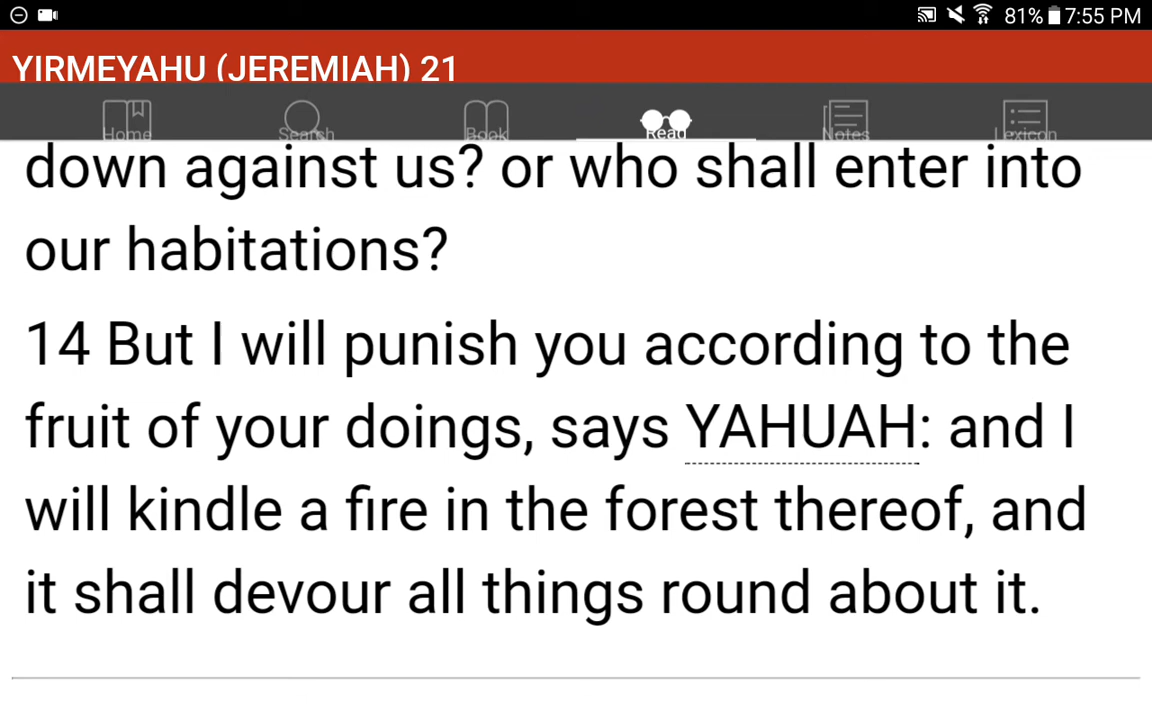 81% 7:55 PM
YIRMEYAHU (JEREMIAH) 21
Home Search Book Read Notes Lexicon
down against us? or who shall enter into
our habitations?
14 But I will punish you according to the
fruit of your doings, says YAHUAH: and I
will kindle a fire in the forest thereof, and
it shall devour all things round about it.